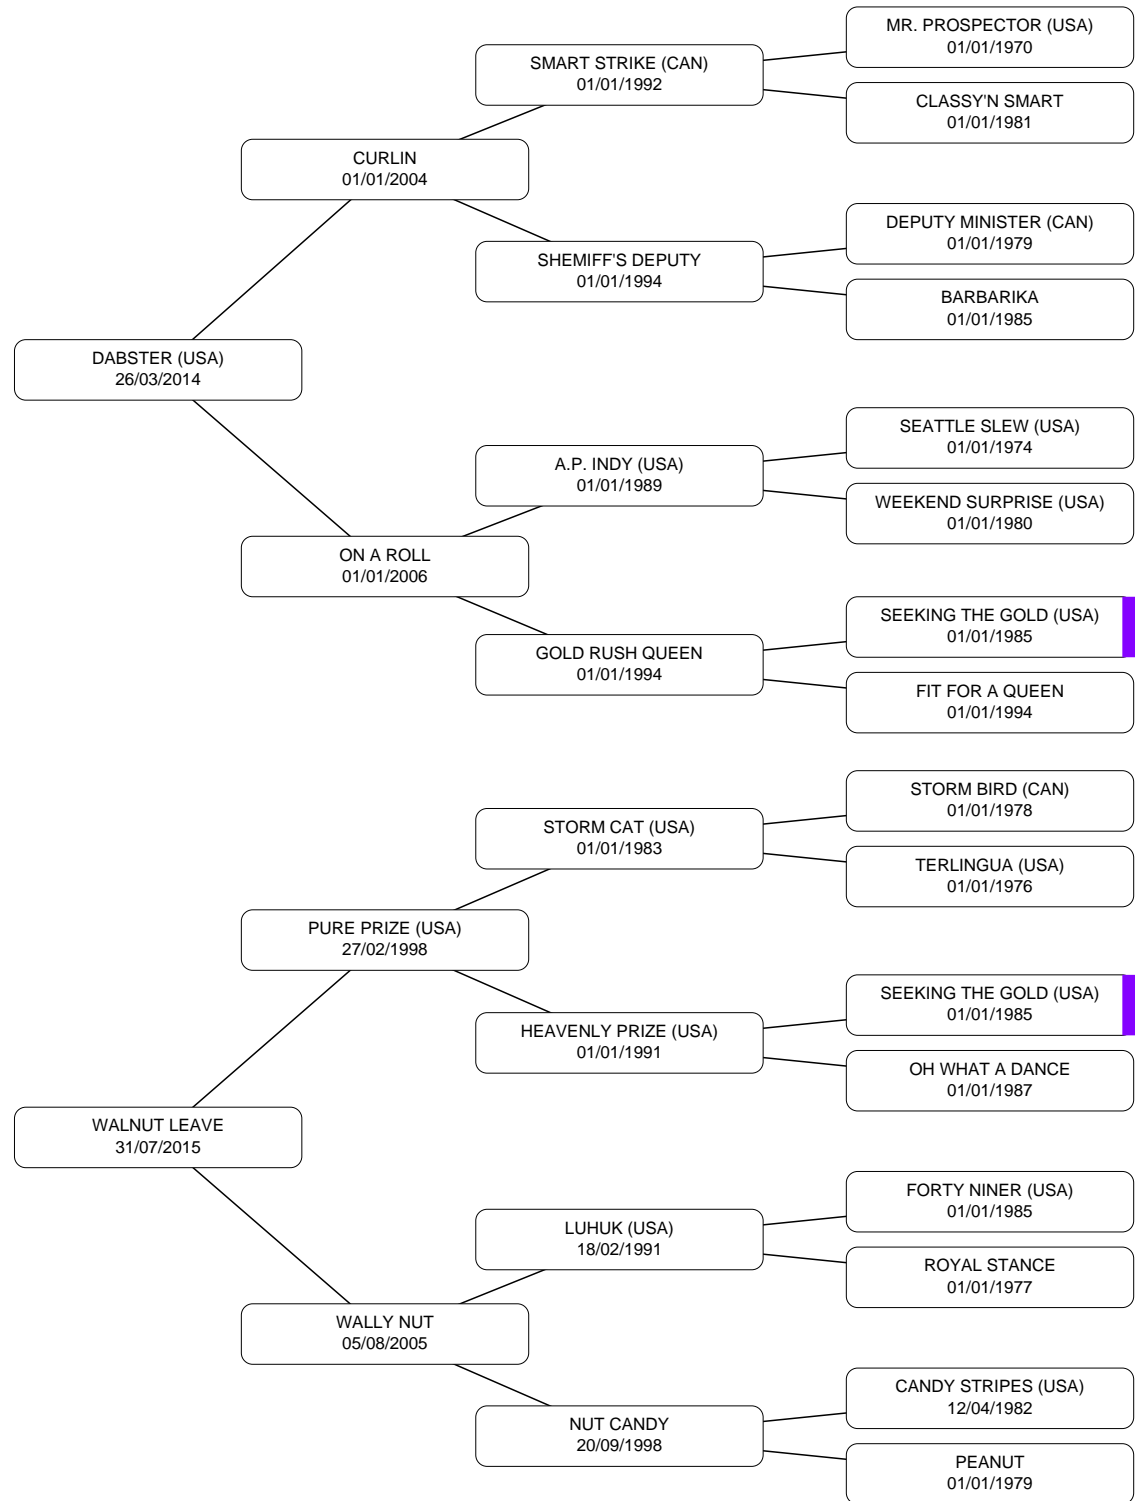 MR. PROSPECTOR (USA)
01/01/1970
SMART STRIKE (CAN)
01/01/1992
CLASSY'N SMART
01/01/1981
CURLIN
01/01/2004
DEPUTY MINISTER (CAN)
01/01/1979
SHEMIFF'S DEPUTY
01/01/1994
BARBARIKA
01/01/1985
DABSTER (USA)
26/03/2014
SEATTLE SLEW (USA)
01/01/1974
A.P. INDY (USA)
01/01/1989
WEEKEND SURPRISE (USA)
01/01/1980
ON A ROLL
01/01/2006
SEEKING THE GOLD (USA)
01/01/1985
GOLD RUSH QUEEN
01/01/1994
FIT FOR A QUEEN
01/01/1994
STORM BIRD (CAN)
01/01/1978
STORM CAT (USA)
01/01/1983
TERLINGUA (USA)
01/01/1976
PURE PRIZE (USA)
27/02/1998
SEEKING THE GOLD (USA)
01/01/1985
HEAVENLY PRIZE (USA)
01/01/1991
OH WHAT A DANCE
01/01/1987
WALNUT LEAVE
31/07/2015
FORTY NINER (USA)
01/01/1985
LUHUK (USA)
18/02/1991
ROYAL STANCE
01/01/1977
WALLY NUT
05/08/2005
CANDY STRIPES (USA)
12/04/1982
NUT CANDY
20/09/1998
PEANUT
01/01/1979